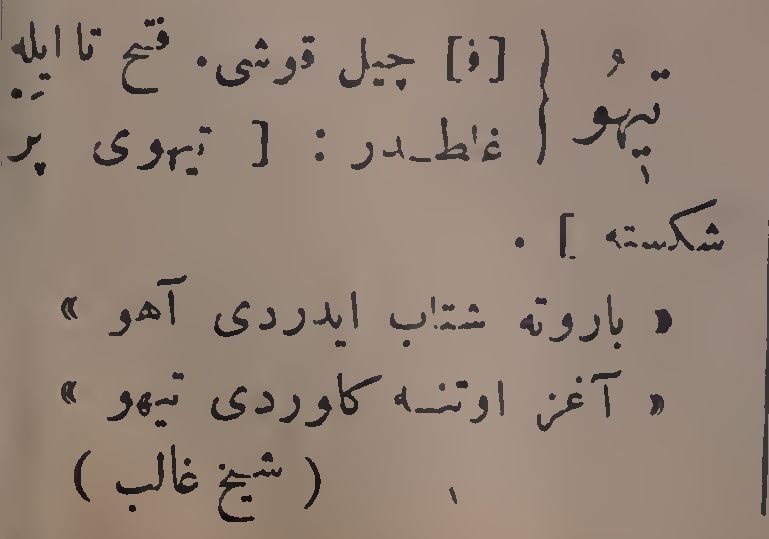 تیهُو { [ف] چیل قوشی. فتح تا ایله
غلطدر : [ تیهوی پر
شکسته ] .
« باروته شتاب ایدردی آهو »
« آغز اوتنه کاوردی تیهو »
( شیخ غالب )